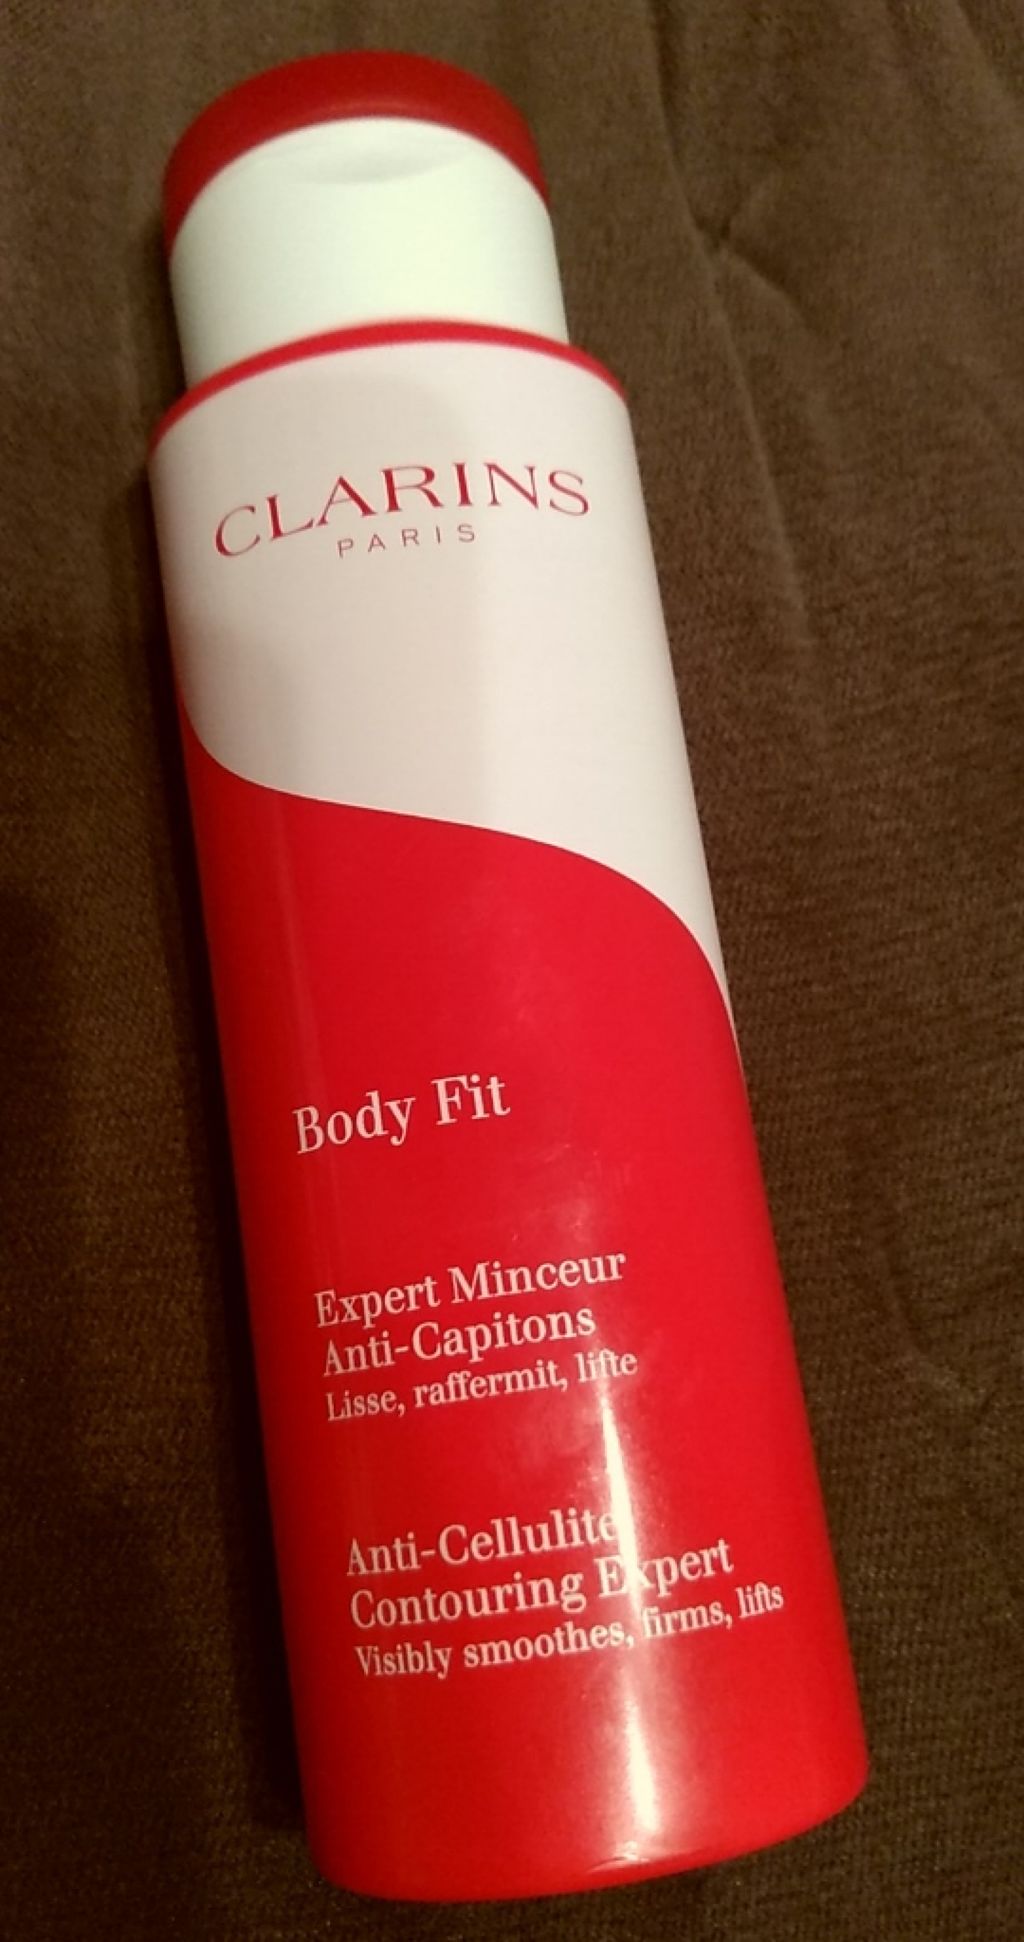 CLARINS
PARIS
Body Fit
Expert Minceur
Anti-Capitons
Lisse, raffermit, lifte
Anti-Cellulite
Contouring Expert
Visibly smoothes, firms, lifts